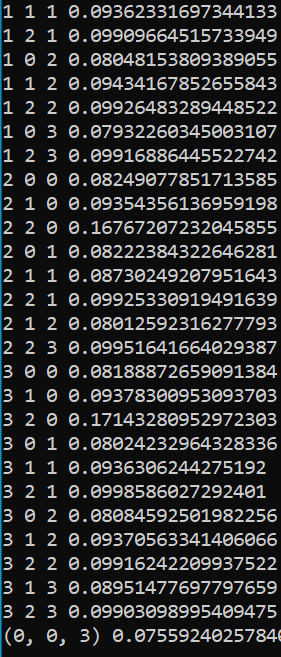 1 1 1 0.09362331697344133
1 2 1 0.09909664515733949
1 0 2 0.08048153809389055
1 1 2 0.09434167852655843
1 2 2 0.09926483289448522
1 0 3 0.07932260345003107
1 2 3 0.09916886445522742
2 0 0 0.08249077851713585
2 1 0 0.09354356136959198
2 2 0 0.16767207232045855
2 0 1 0.08222384322646281
2 1 1 0.08730249207951643
2 2 1 0.09925330919491639
2 1 2 0.08012592316277793
2 2 3 0.09951641664029387
3 0 0 0.08188872659091384
3 1 0 0.09378300953093703
3 2 0 0.17143280952972303
3 0 1 0.08024232964328336
3 1 1 0.0936306244275192
3 2 1 0.0998586027292401
3 0 2 0.08084592501982256
3 1 2 0.09370563341406066
3 2 2 0.09916242209937522
3 1 3 0.08951477697797659
3 2 3 0.09903098995409475
(0, 0, 3) 0.0755924025784